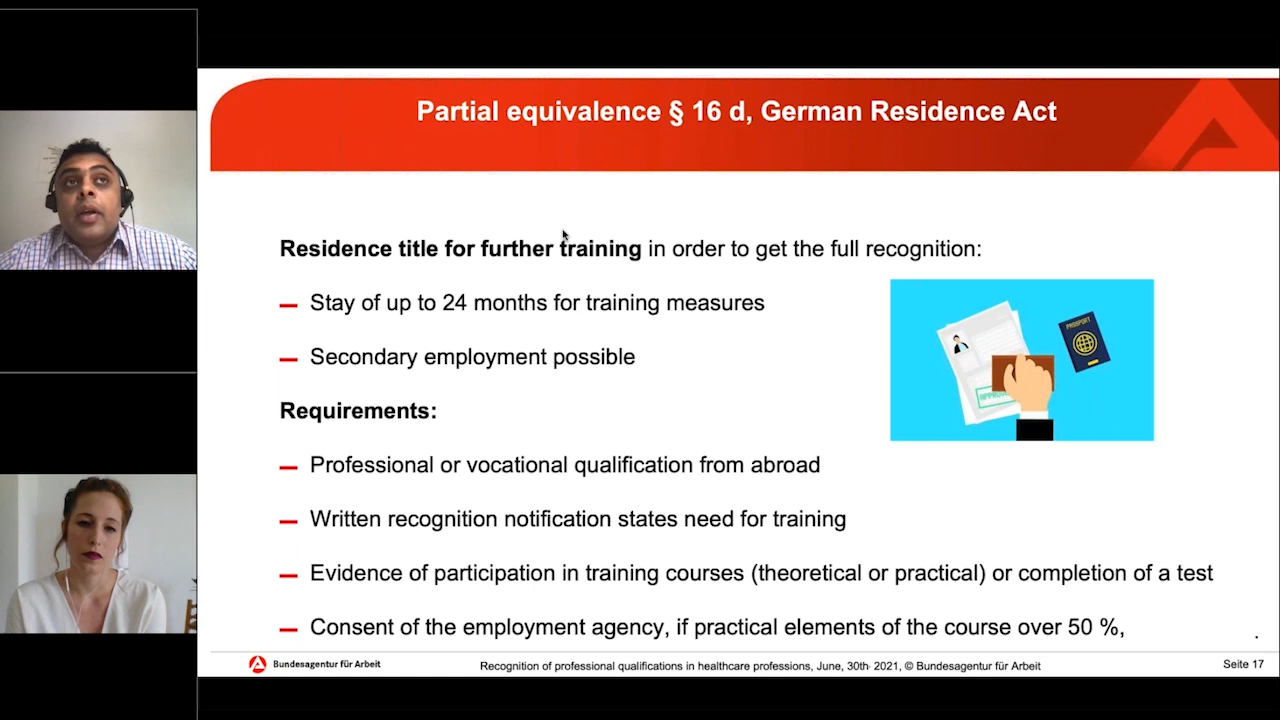 Partial equivalence § 16 d, German Residence Act
Residence title for further training in order to get the full recognition:
– Stay of up to 24 months for training measures
– Secondary employment possible
PASSPORT
APPROVED
Requirements:
– Professional or vocational qualification from abroad
– Written recognition notification states need for training
– Evidence of participation in training courses (theoretical or practical) or completion of a test
– Consent of the employment agency, if practical elements of the course over 50 %,
.
Bundesagentur für Arbeit
Recognition of professional qualifications in healthcare professions, June, 30th· 2021, © Bundesagentur für Arbeit
Seite 17